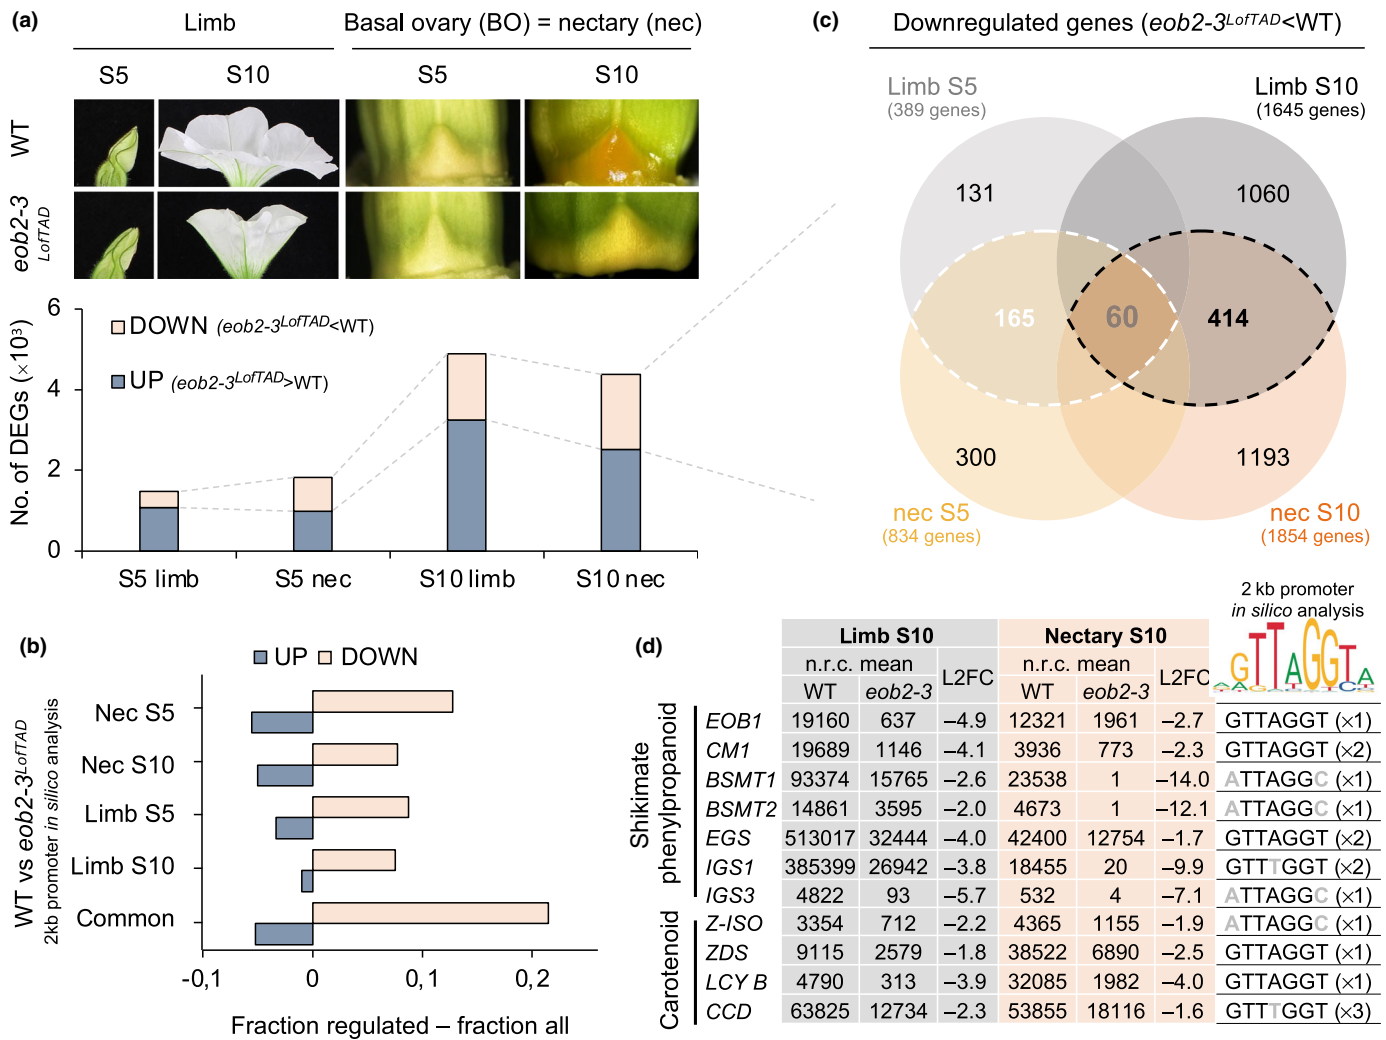 (a)
Limb
Basal ovary (BO) = nectary (nec)
S5
S10
S5
S10
WT
eob2-3 LofTAD
No. of DEGs (×10³)
6
4
2
0
DOWN (eob2-3LofTAD<WT)
UP (eob2-3LofTAD>WT)
S5 limb
S5 nec
S10 limb
S10 nec
(c)
Downregulated genes (eob2-3LofTAD<WT)
Limb S5
(389 genes)
Limb S10
(1645 genes)
131
1060
165
60
414
300
1193
nec S5
(834 genes)
nec S10
(1854 genes)
(b)
UP DOWN
WT vs eob2-3LofTAD
2kb promoter in silico analysis
Nec S5
Nec S10
Limb S5
Limb S10
Common
-0,1 0 0,1 0,2
Fraction regulated – fraction all
(d)
2 kb promoter
in silico analysis
GTTAGGTA
Limb S10 Nectary S10
n.r.c. mean L2FC n.r.c. mean L2FC
WT eob2-3 WT eob2-3
Shikimate
phenylpropanoid
EOB1 19160 637 –4.9 12321 1961 –2.7 GTTAGGT (×1)
CM1 19689 1146 –4.1 3936 773 –2.3 GTTAGGT (×2)
BSMT1 93374 15765 –2.6 23538 1 –14.0 ATTAGGC (×1)
BSMT2 14861 3595 –2.0 4673 1 –12.1 ATTAGGC (×1)
EGS 513017 32444 –4.0 42400 12754 –1.7 GTTAGGT (×2)
IGS1 385399 26942 –3.8 18455 20 –9.9 GTTTGGT (×2)
IGS3 4822 93 –5.7 532 4 –7.1 ATTAGGC (×1)
Carotenoid
Z-ISO 3354 712 –2.2 4365 1155 –1.9 ATTAGGC (×1)
ZDS 9115 2579 –1.8 38522 6890 –2.5 GTTAGGT (×1)
LCY B 4790 313 –3.9 32085 1982 –4.0 GTTAGGT (×1)
CCD 63825 12734 –2.3 53855 18116 –1.6 GTTTGGT (×3)